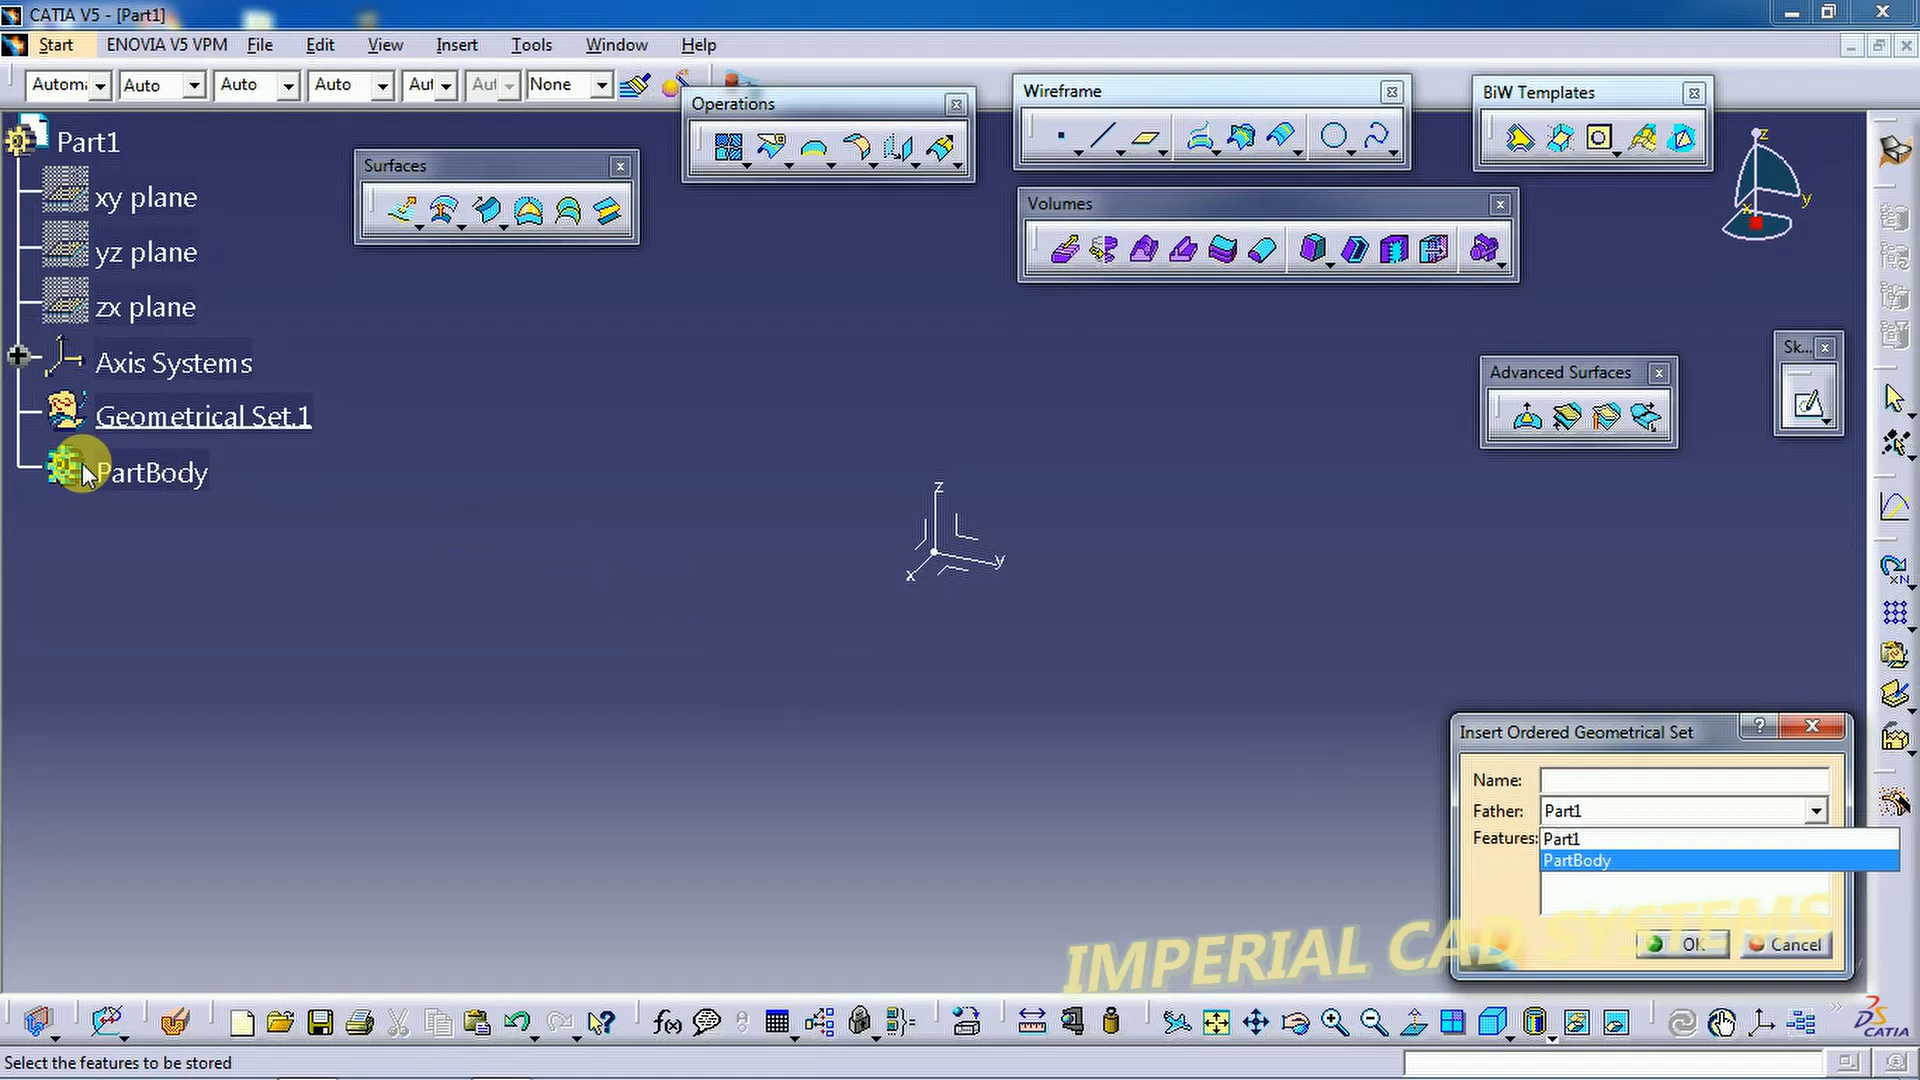 CATIA V5 - [Part1]
Start ENOVIA V5 VPM File Edit View Insert Tools Window Help
Auto Auto Auto Aut Aut None
Operations
Wireframe
BiW Templates
Surfaces
Volumes
Advanced Surfaces
Sk...
Part1
xy plane
yz plane
zx plane
Axis Systems
Geometrical Set.1
PartBody
z
y
x
z
y
x
Insert Ordered Geometrical Set
?
Name:
Father: Part1
Features: Part1
PartBody
OK Cancel
IMPERIAL CAD SYSTEMS
f(x)
DS
CATIA
Select the features to be stored